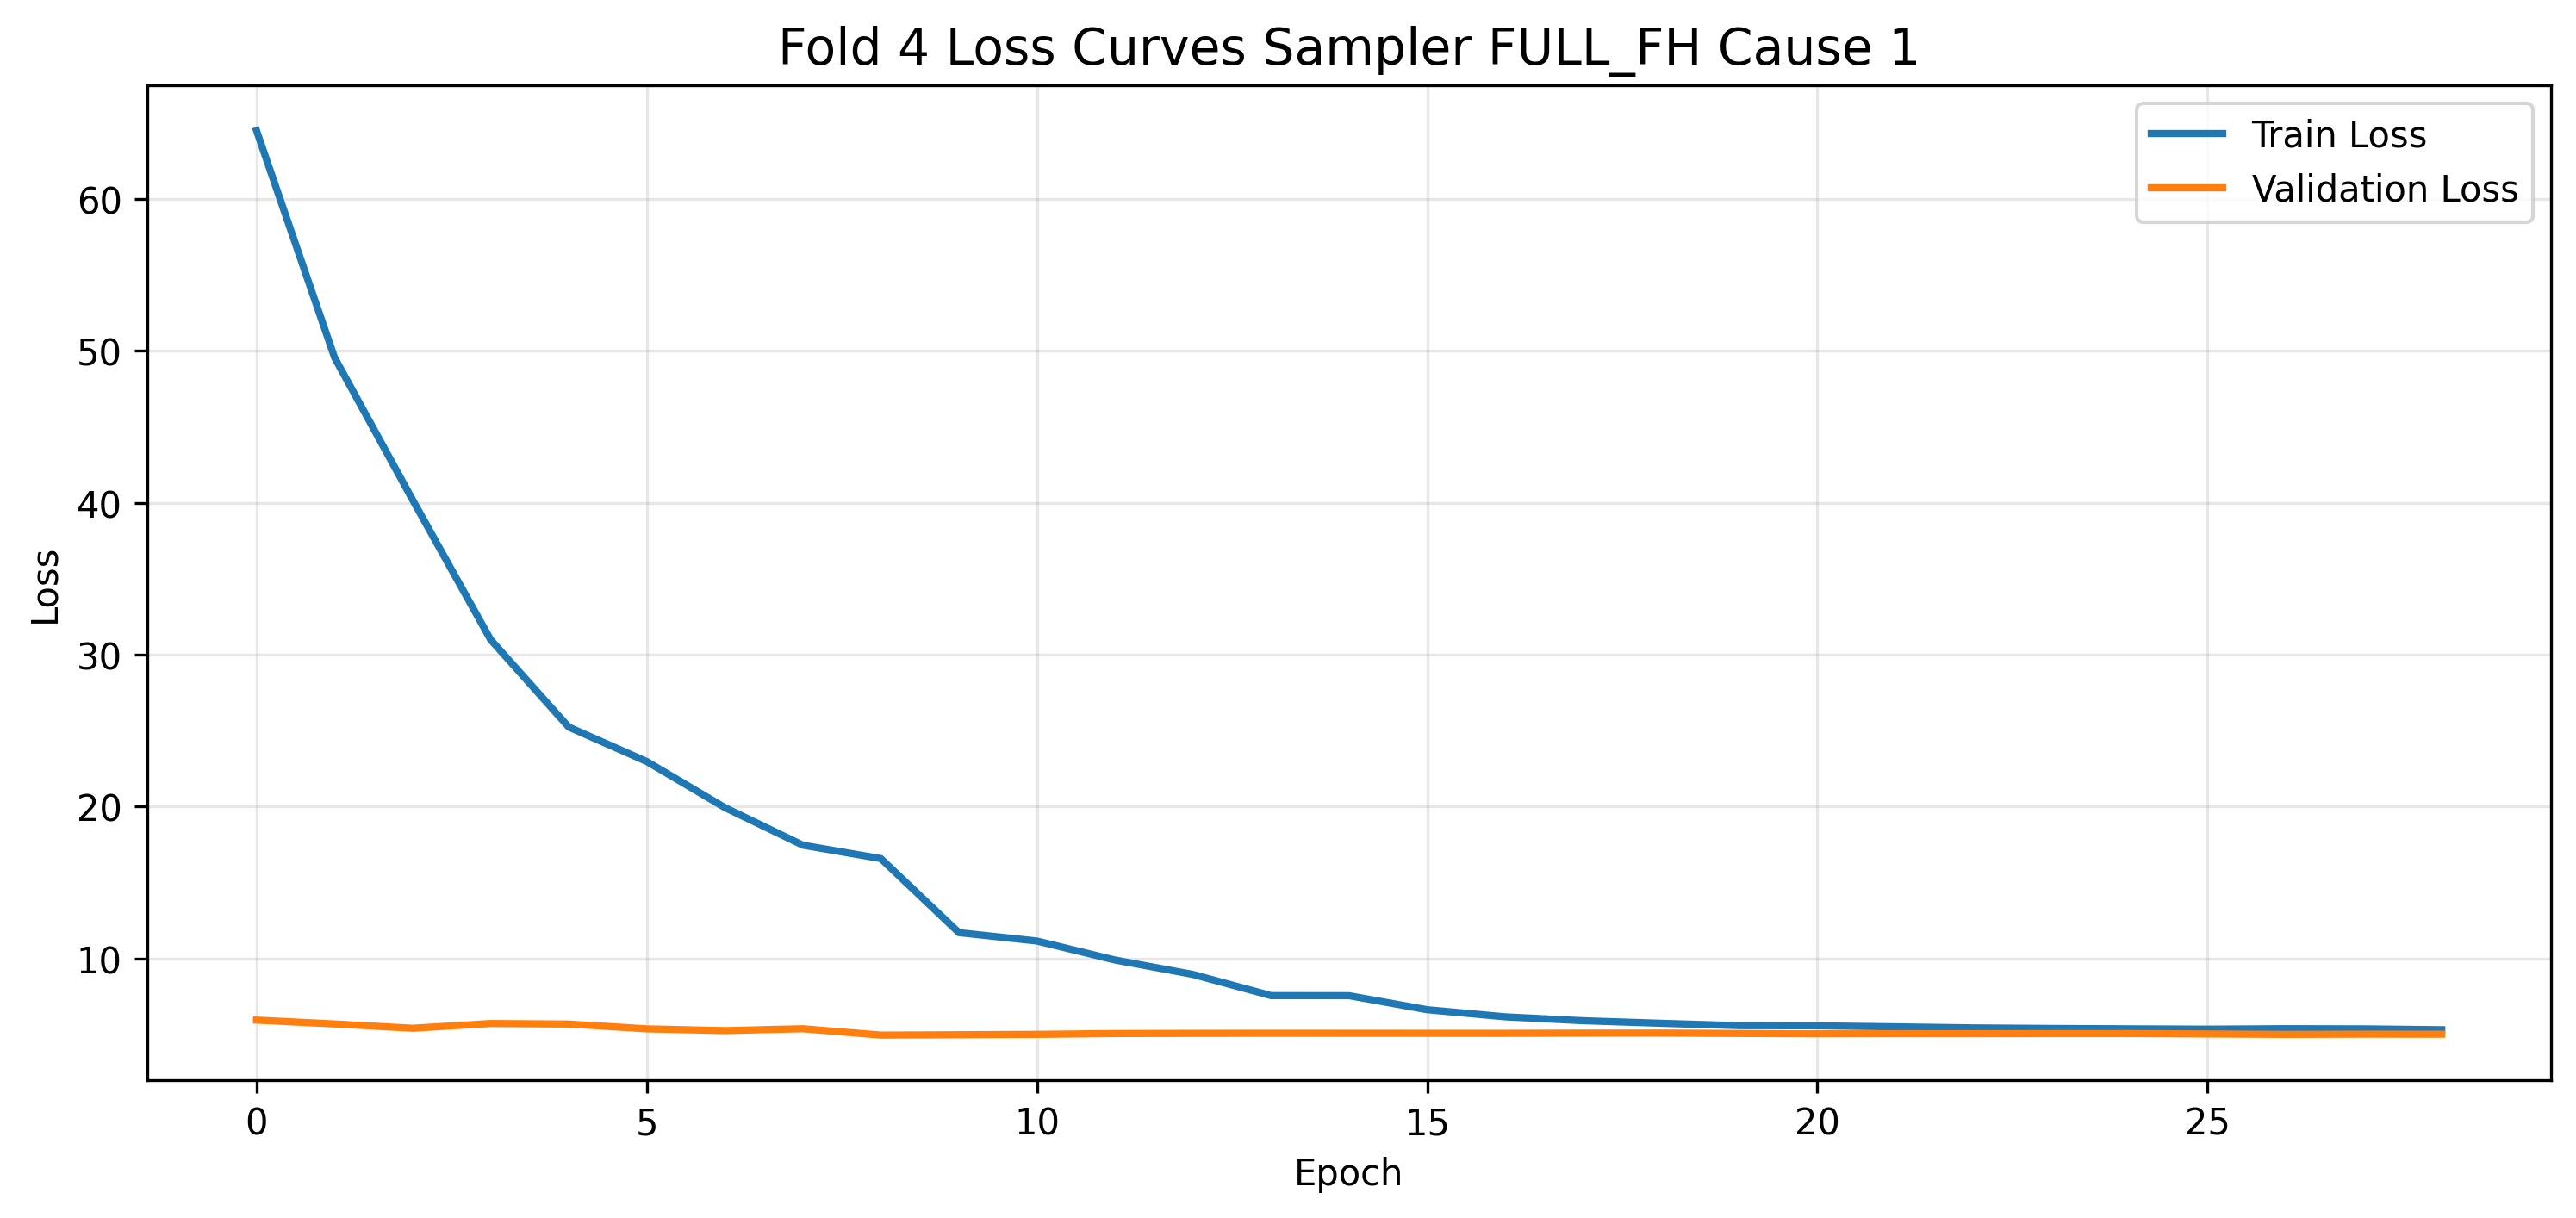 Fold 4 Loss Curves Sampler FULL_FH Cause 1
Train Loss
Validation Loss
60
50
40
30
20
10
Loss
0 5 10 15 20 25
Epoch